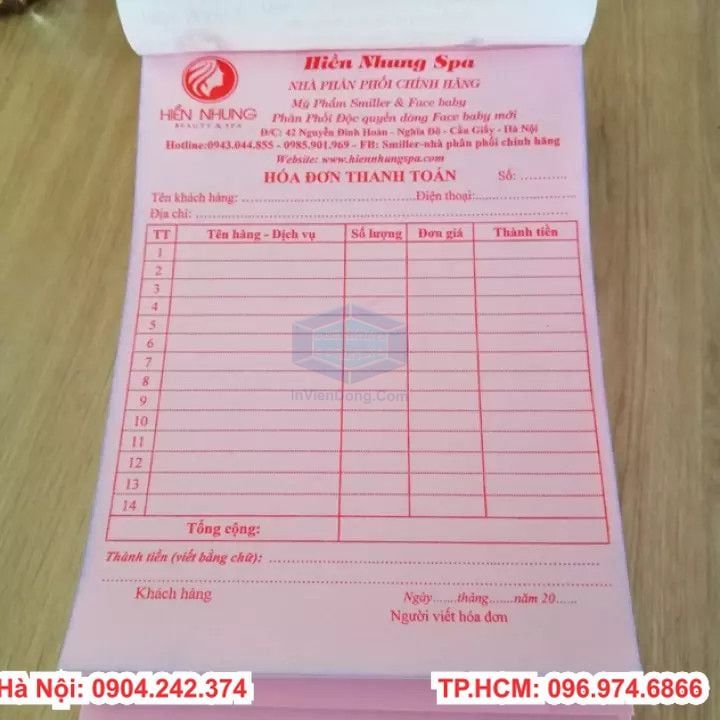 Hiền Nhung Spa
NHÀ PHÂN PHỐI CHÍNH HÃNG
HIỀN NHUNG
BEAUTY & SPA
Mỹ Phẩm Smiller & Face baby
Phân Phối Độc quyền dòng Face baby mới
Đ/C: 42 Nguyễn Đình Hoàn - Nghĩa Đô - Cầu Giấy - Hà Nội
Hotline:0943.044.855 - 0985.901.969 - FB: Smiller-nhà phân phối chính hãng
Website: www.hiennhungspa.com
HÓA ĐƠN THANH TOÁN Số: ...........
Tên khách hàng: ..................................Điện thoại:....................
Địa chỉ: ..................................................................
TT Tên hàng - Dịch vụ Số lượng Đơn giá Thành tiền
1
2
3
4
5
6
7
8
9
10
11
12
13
14
InVienDong.Com
Tổng cộng:
Thành tiền (viết bằng chữ): ..................................................
Khách hàng Ngày.......tháng.......năm 20......
Người viết hóa đơn
Hà Nội: 0904.242.374 TP.HCM: 096.974.6866